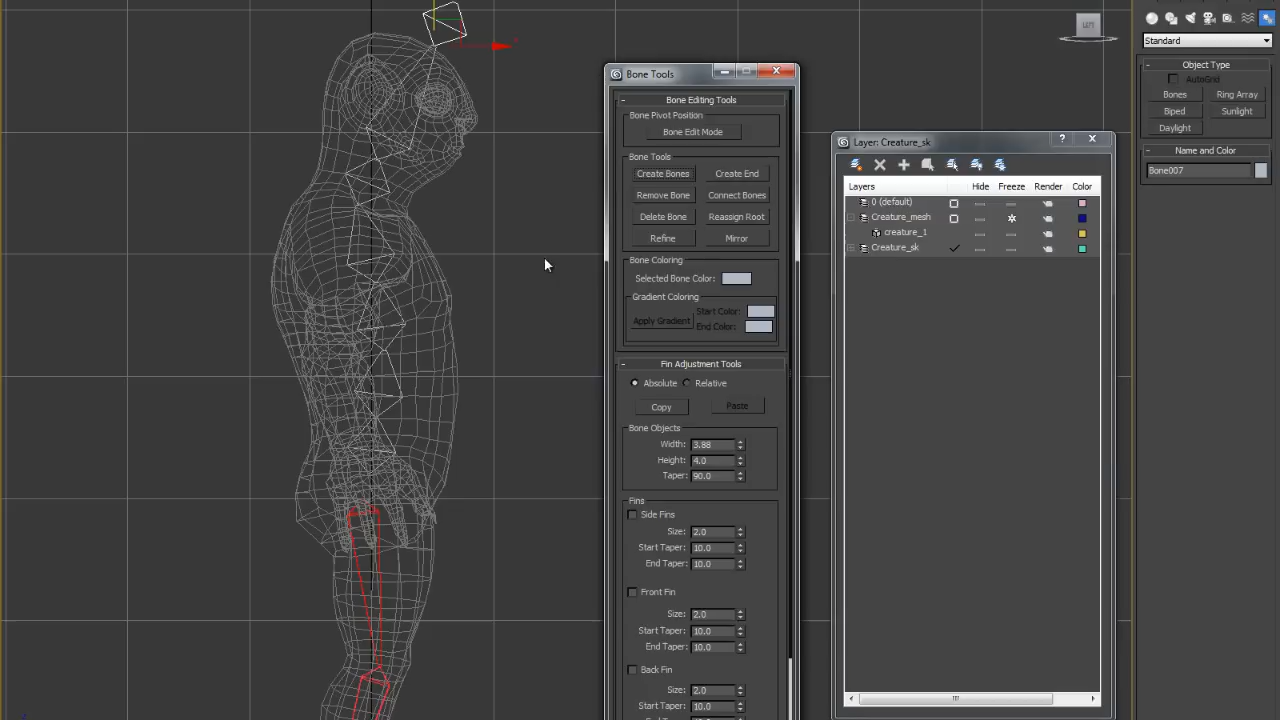 LEFT
Standard
Object Type
AutoGrid
Bones
Ring Array
Biped
Sunlight
Daylight
Name and Color
Bone007
Bone Tools
Bone Editing Tools
Bone Pivot Position
Bone Edit Mode
Bone Tools
Create Bones
Create End
Remove Bone
Connect Bones
Delete Bone
Reassign Root
Refine
Mirror
Bone Coloring
Selected Bone Color:
Gradient Coloring
Apply Gradient
Start Color:
End Color:
Fin Adjustment Tools
Absolute
Relative
Copy
Paste
Bone Objects
Width: 3.88
Height: 4.0
Taper: 90.0
Fins
Side Fins
Size: 2.0
Start Taper: 10.0
End Taper: 10.0
Front Fin
Size: 2.0
Start Taper: 10.0
End Taper: 10.0
Back Fin
Size: 2.0
Start Taper: 10.0
Layer: Creature_sk
?
Layers Hide Freeze Render Color
0 (default)
Creature_mesh
creature_1
Creature_sk